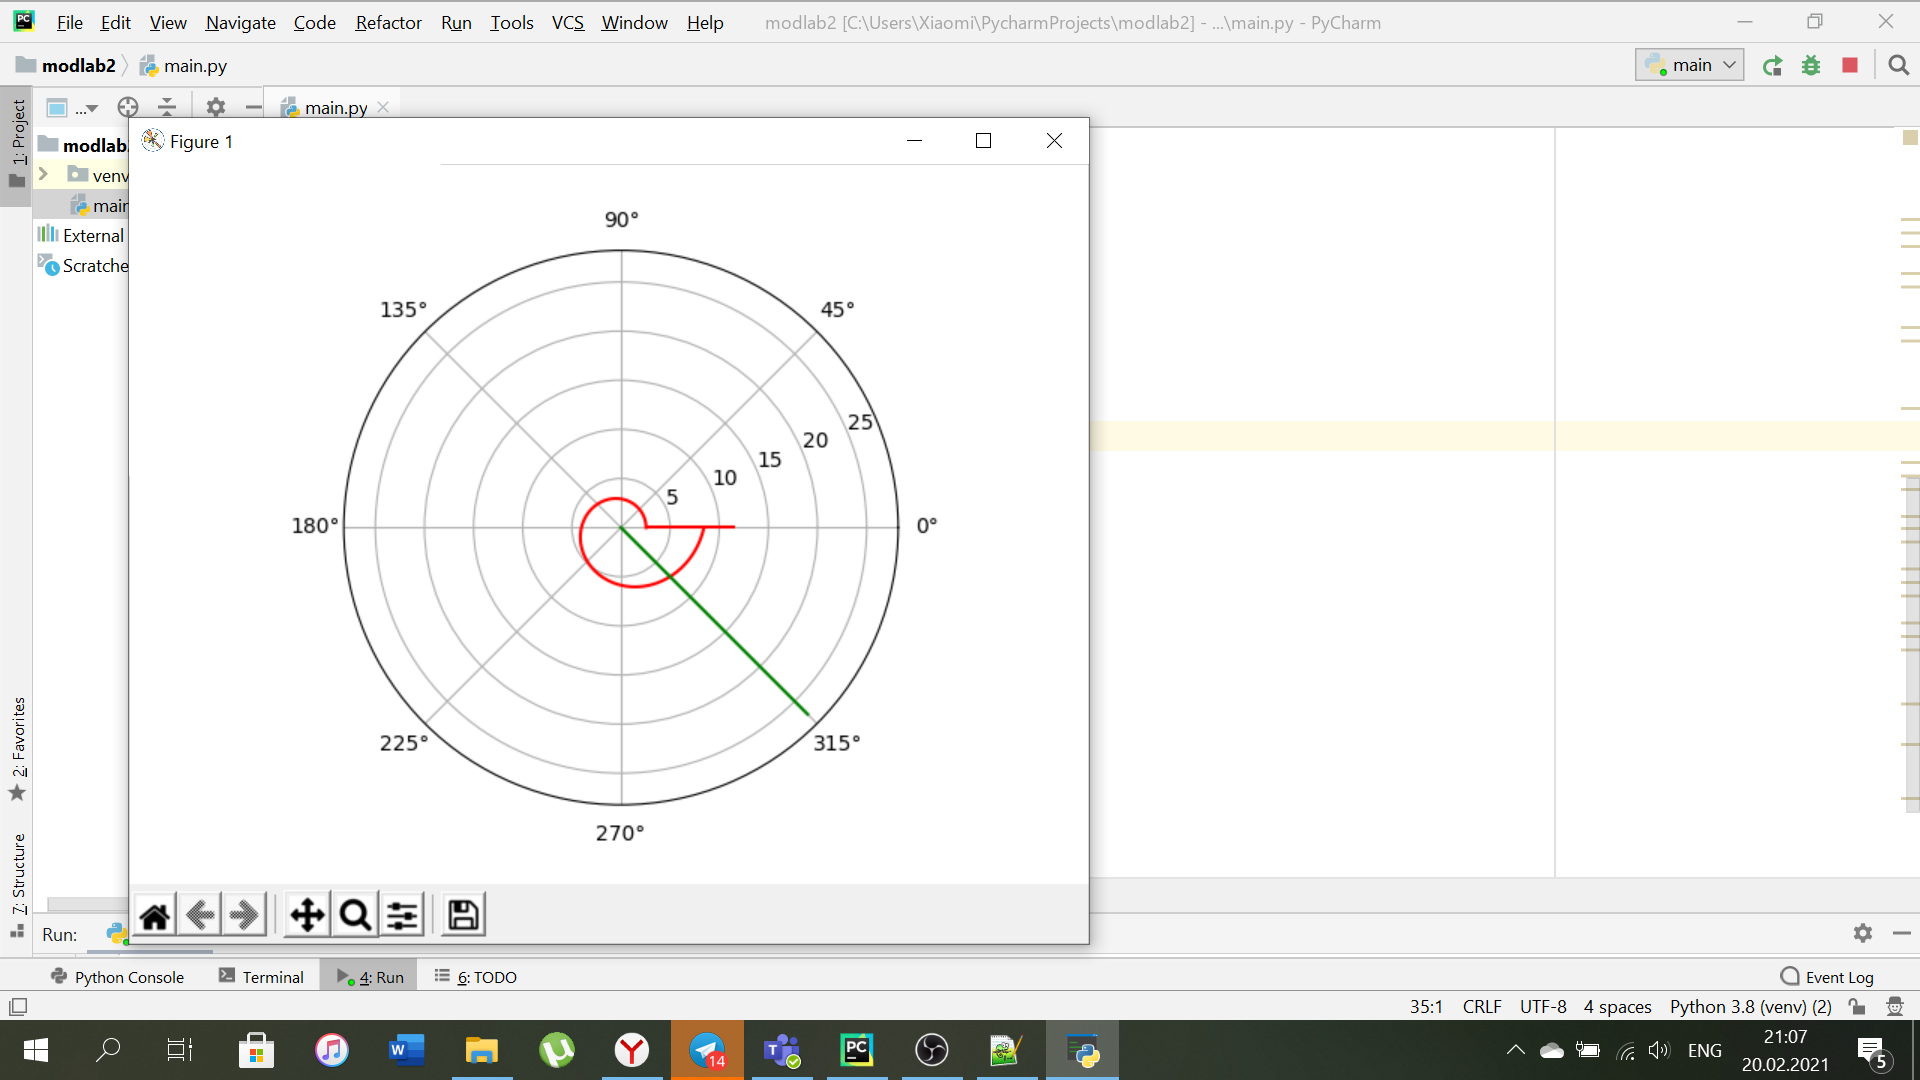 File Edit View Navigate Code Refactor Run Tools VCS Window Help modlab2 [C:\Users\Xiaomi\PycharmProjects\modlab2] - ...\main.py - PyCharm
modlab2 main.py main
1: Project ... main.py
Figure 1
modlab
venv
main
External
Scratche
90°
135° 45°
25
20
15
10
5
180° 0°
225° 315°
270°
2: Favorites
7: Structure
Run:
Python Console Terminal 4: Run 6: TODO Event Log
35:1 CRLF UTF-8 4 spaces Python 3.8 (venv) (2)
14 ENG 21:07
20.02.2021 5